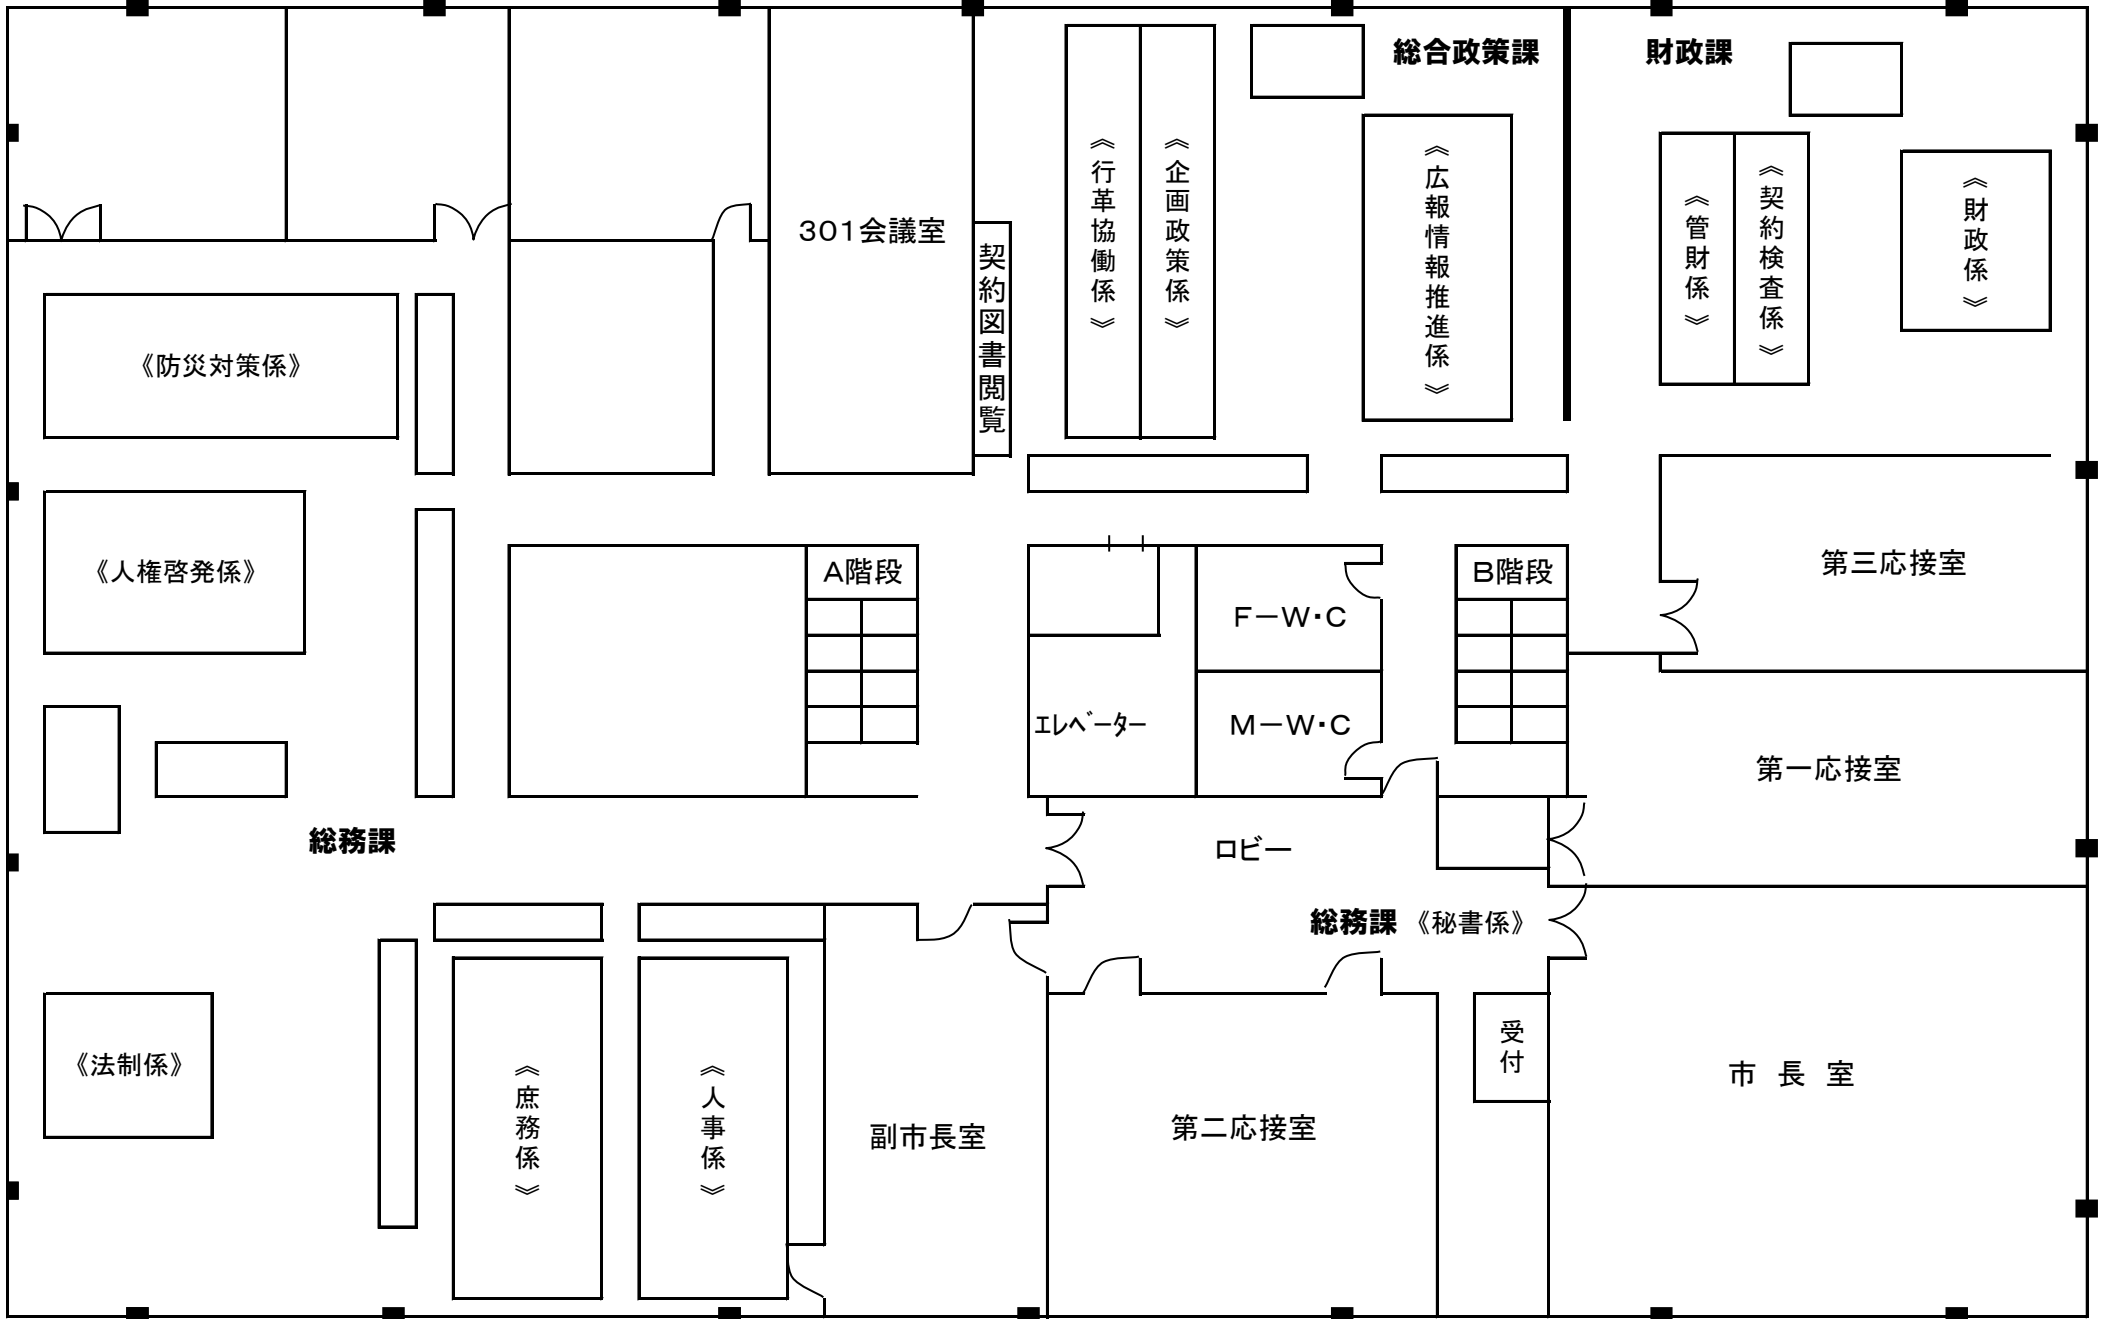 総合政策課
財政課
《行革協働係》
《企画政策係》
《広報情報推進係》
《管財係》
《契約検査係》
《財政係》
301会議室
契約図書閲覧
《防災対策係》
《人権啓発係》
A階段
エレベーター
F－W・C
M－W・C
B階段
第三応接室
第一応接室
総務課
ロビー
総務課 《秘書係》
《法制係》
《庶務係》
《人事係》
副市長室
第二応接室
受付
市 長 室